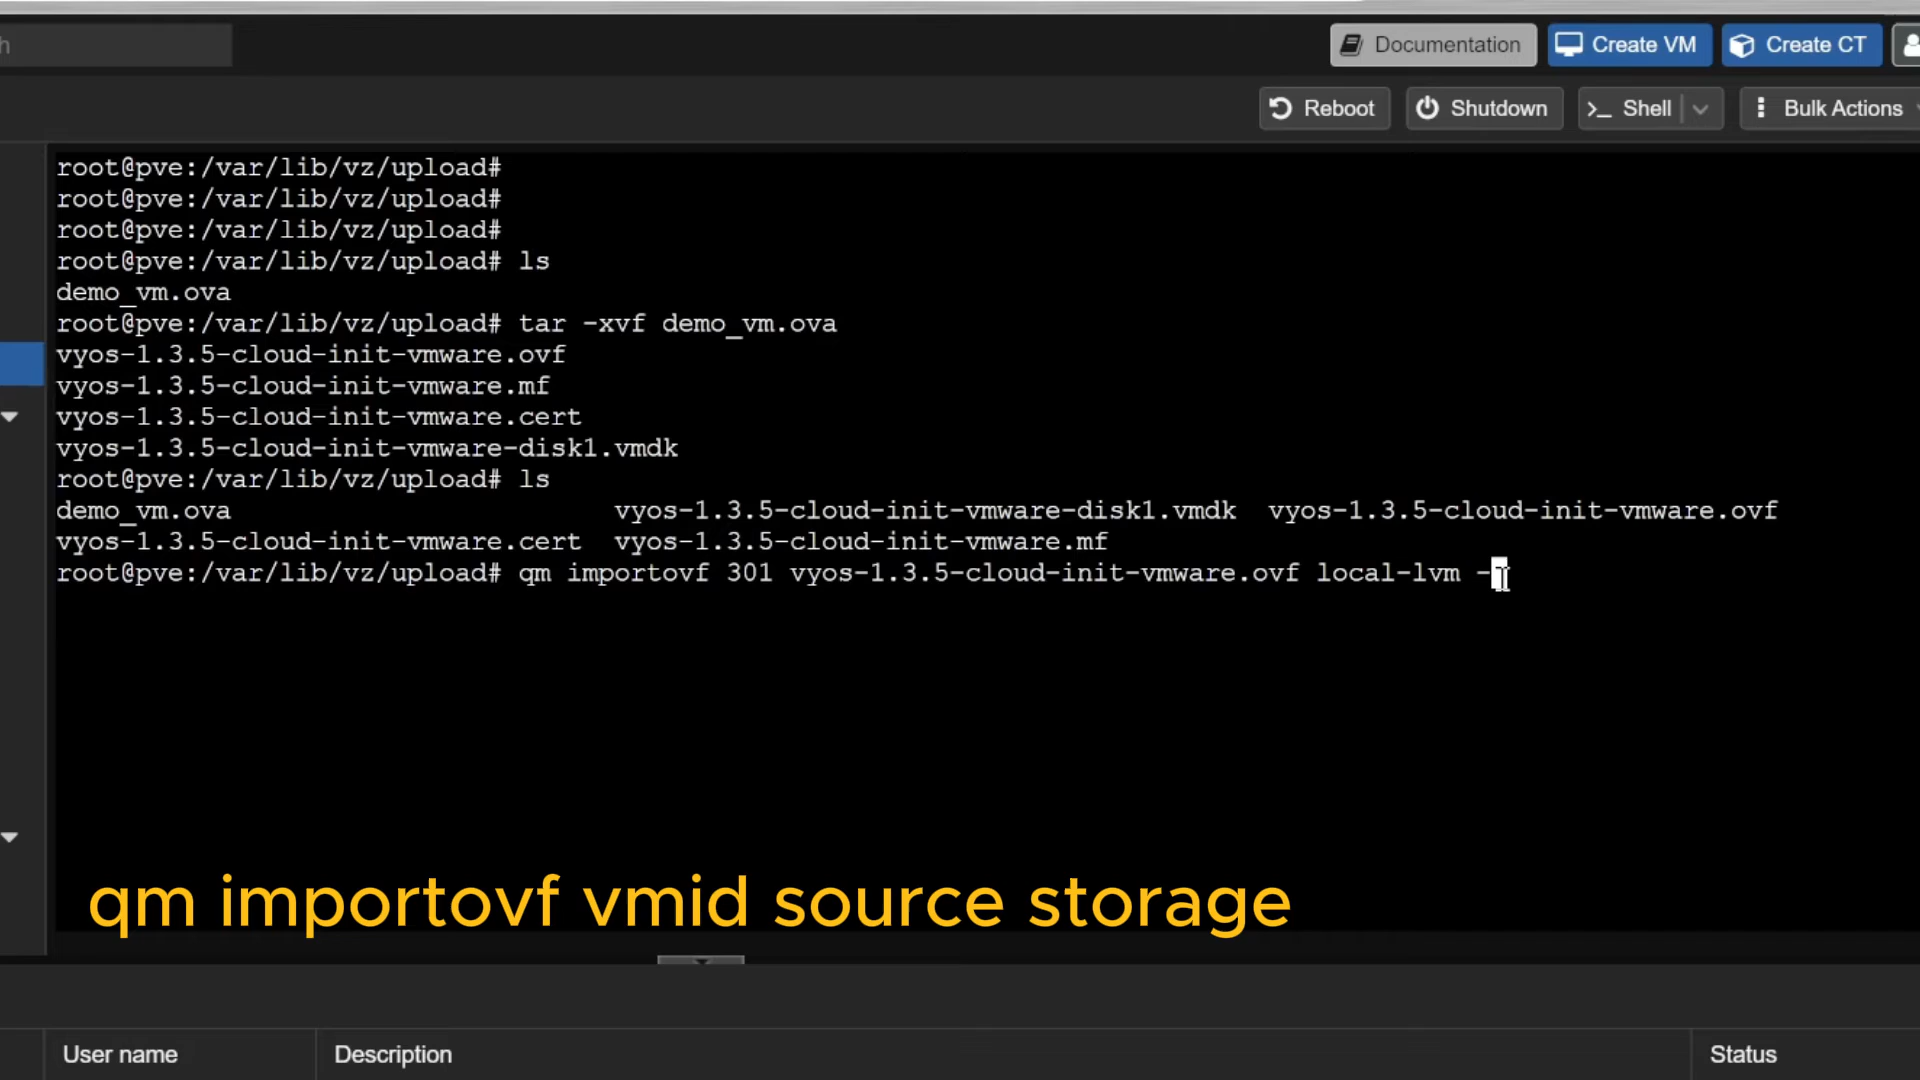 h
Documentation Create VM Create CT
Reboot Shutdown >_ Shell Bulk Actions
root@pve:/var/lib/vz/upload#
root@pve:/var/lib/vz/upload#
root@pve:/var/lib/vz/upload#
root@pve:/var/lib/vz/upload# ls
demo_vm.ova
root@pve:/var/lib/vz/upload# tar -xvf demo_vm.ova
vyos-1.3.5-cloud-init-vmware.ovf
vyos-1.3.5-cloud-init-vmware.mf
vyos-1.3.5-cloud-init-vmware.cert
vyos-1.3.5-cloud-init-vmware-disk1.vmdk
root@pve:/var/lib/vz/upload# ls
demo_vm.ova vyos-1.3.5-cloud-init-vmware-disk1.vmdk vyos-1.3.5-cloud-init-vmware.ovf
vyos-1.3.5-cloud-init-vmware.cert vyos-1.3.5-cloud-init-vmware.mf
root@pve:/var/lib/vz/upload# qm importovf 301 vyos-1.3.5-cloud-init-vmware.ovf local-lvm -
qm importovf vmid source storage
User name Description Status